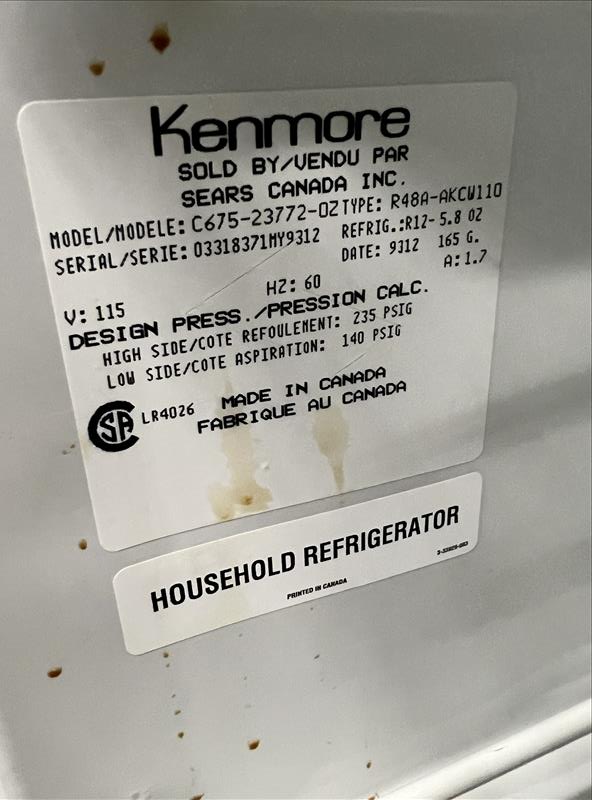 Kenmore
SOLD BY/VENDU PAR
SEARS CANADA INC.
MODEL/MODELE: C675-23772-0Z TYPE: R48A-AKCW110
SERIAL/SERIE: 03318371MY9312 REFRIG.:R12- 5.8 OZ
DATE: 9312 165 G.
V: 115 HZ: 60 A: 1.7
DESIGN PRESS./PRESSION CALC.
HIGH SIDE/COTE REFOULEMENT: 235 PSIG
LOW SIDE/COTE ASPIRATION: 140 PSIG
SA LR4026 MADE IN CANADA
FABRIQUE AU CANADA
HOUSEHOLD REFRIGERATOR
PRINTED IN CANADA